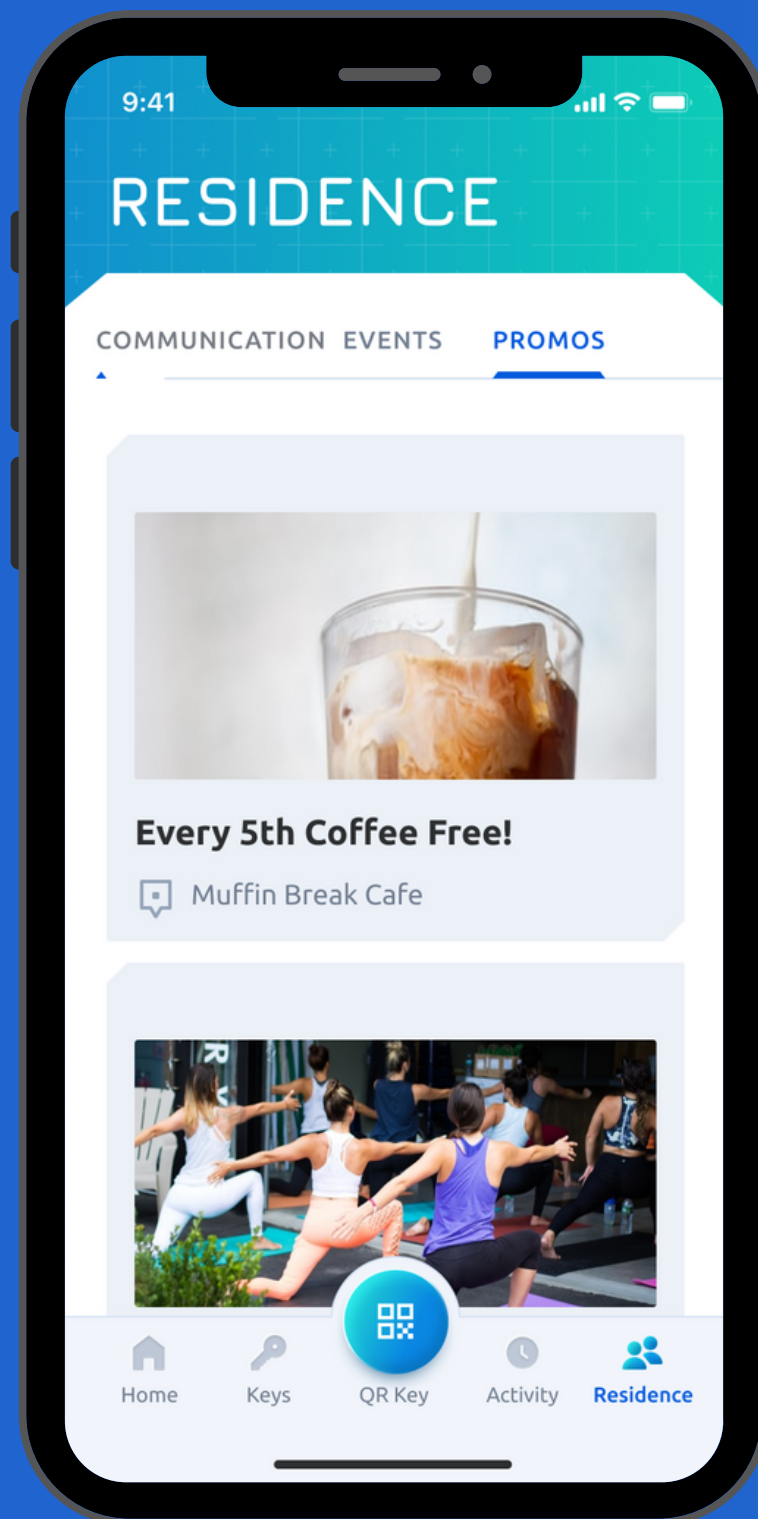 9:41
RESIDENCE
COMMUNICATION EVENTS PROMOS
Every 5th Coffee Free!
Muffin Break Cafe
Home Keys QR Key Activity Residence